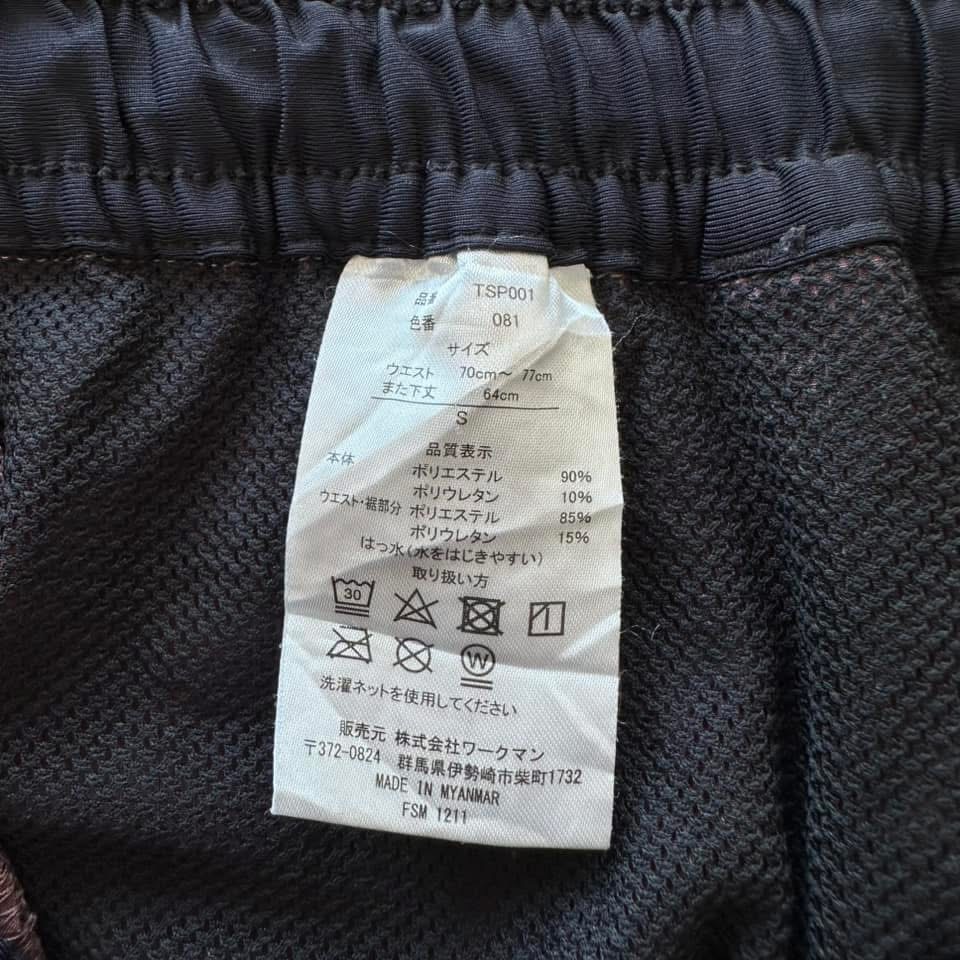 品番 TSP001
色番 081
サイズ
ウエスト 70cm～ 77cm
また下丈 64cm
S
品質表示
本体 ポリエステル 90%
ポリウレタン 10%
ウエスト・裾部分 ポリエステル 85%
ポリウレタン 15%
はっ水(水をはじきやすい)
取り扱い方
30
W
洗濯ネットを使用してください
販売元 株式会社ワークマン
〒372-0824 群馬県伊勢崎市柴町1732
MADE IN MYANMAR
FSM 1211